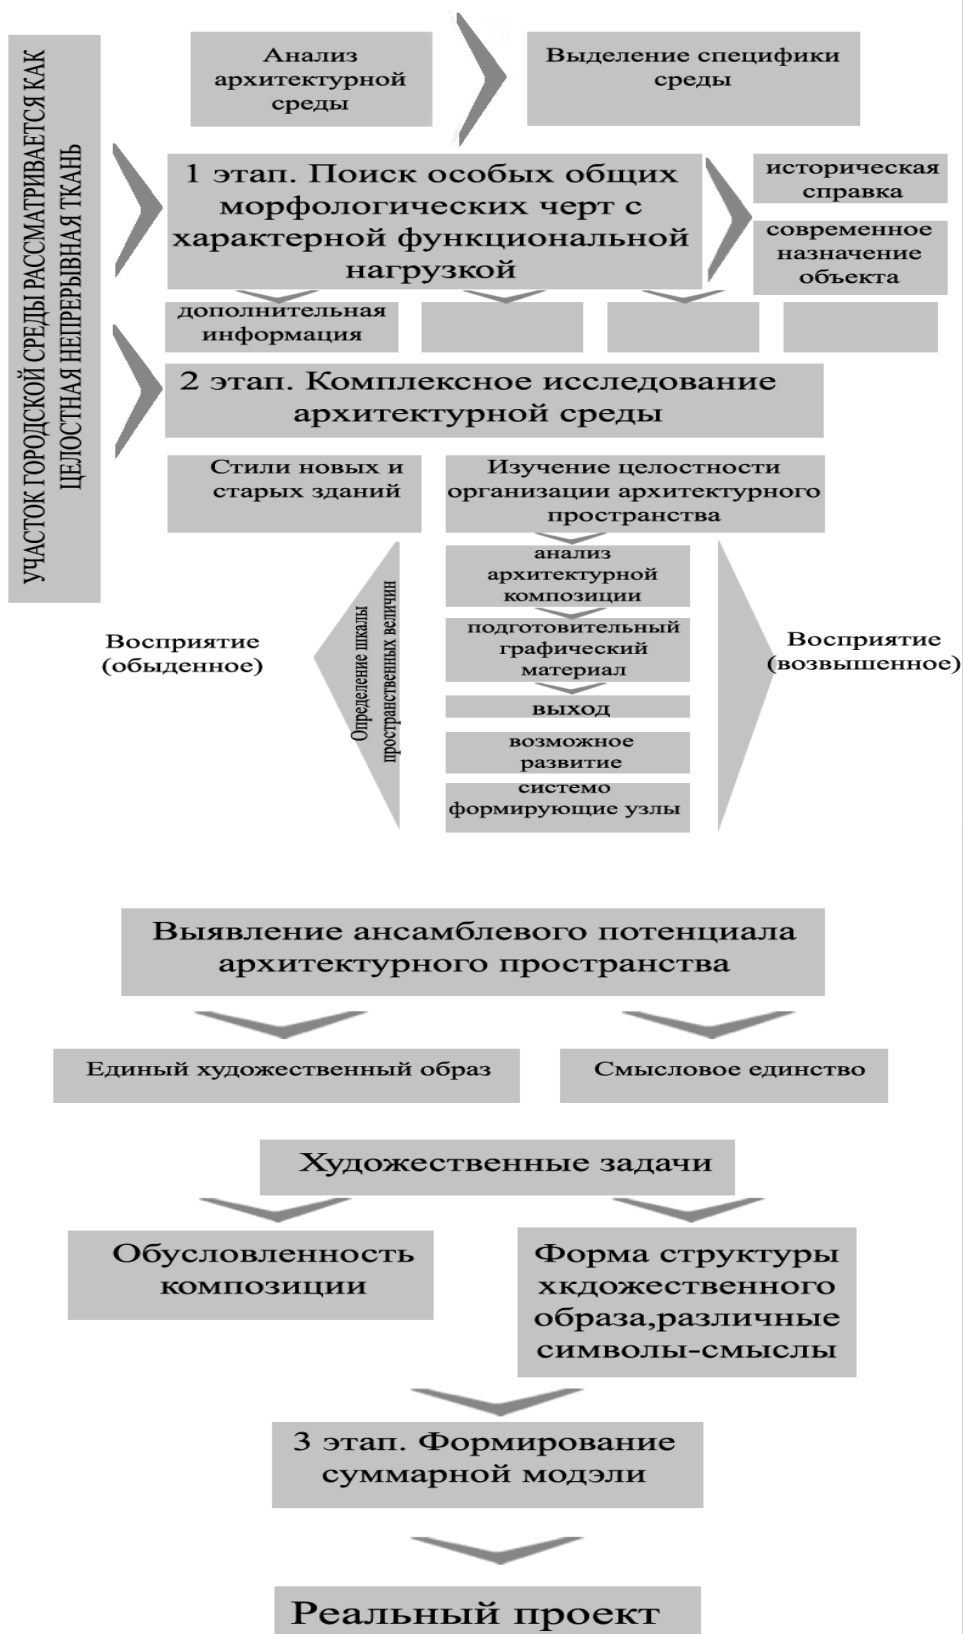 УЧАСТОК ГОРОДСКОЙ СРЕДЫ РАССМАТРИВАЕТСЯ КАК
ЦЕЛОСТНАЯ НЕПРЕРЫВНАЯ ТКАНЬ
Анализ
архитектурной
среды
Выделение специфики
среды
1 этап. Поиск особых общих
морфологических черт с
характерной функциональной
нагрузкой
историческая
справка
современное
назначение
объекта
дополнительная
информация
2 этап. Комплексное исследование
архитектурной среды
Стили новых и
старых зданий
Изучение целостности
организации архитектурного
пространства
Восприятие
(обыденное)
Определение шкалы
пространственных величин
анализ
архитектурной
композиции
подготовительный
графический
материал
выход
возможное
развитие
системо
формирующие узлы
Восприятие
(возвышенное)
Выявление ансамблевого потенциала
архитектурного пространства
Единый художественный образ
Смысловое единство
Художественные задачи
Обусловленность
композиции
Форма структуры
хкдожественного
образа,различные
символы-смыслы
3 этап. Формирование
суммарной модэли
Реальный проект